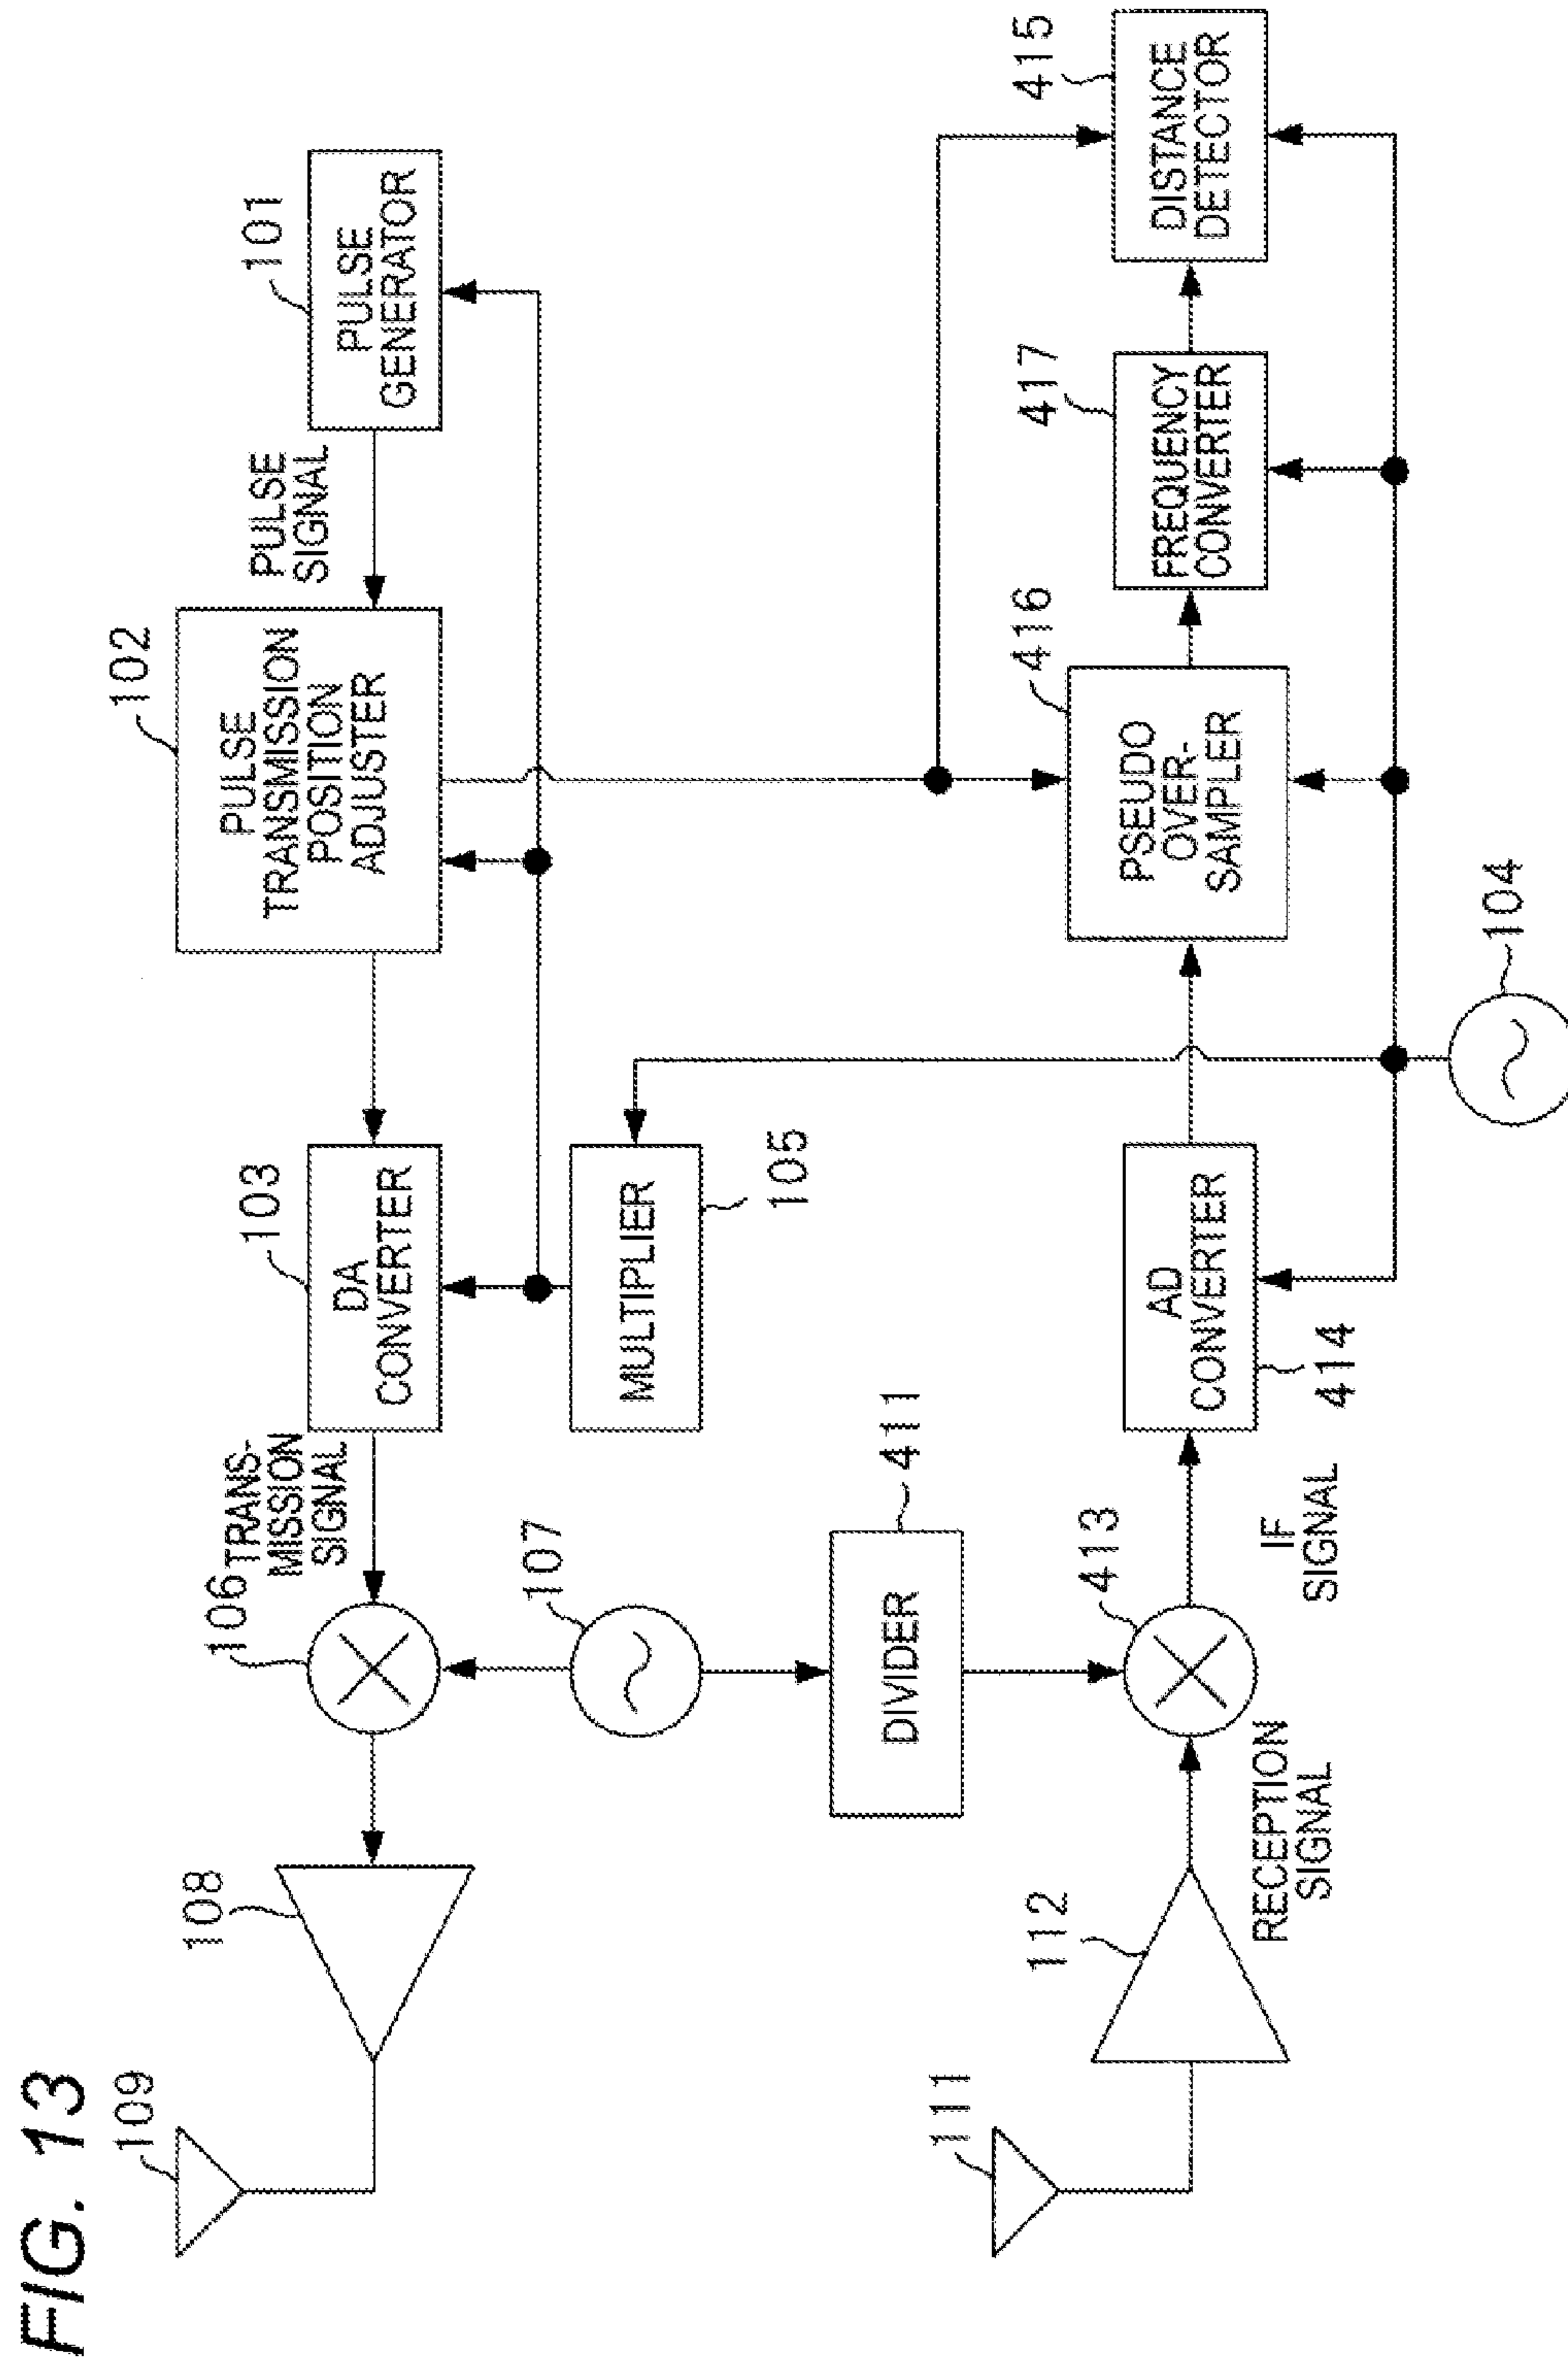 FIG. 13
109
108
106
TRANS-
MISSION
SIGNAL
103
DA
CONVERTER
102
PULSE
TRANSMISSION
POSITION
ADJUSTER
PULSE
SIGNAL
101
PULSE
GENERATOR
107
MULTIPLIER
105
DIVIDER
411
111
112
RECEPTION
SIGNAL
413
IF
SIGNAL
AD
CONVERTER
414
104
PSEUDO
OVER-
SAMPLER
416
FREQUENCY
CONVERTER
417
DISTANCE
DETECTOR
415